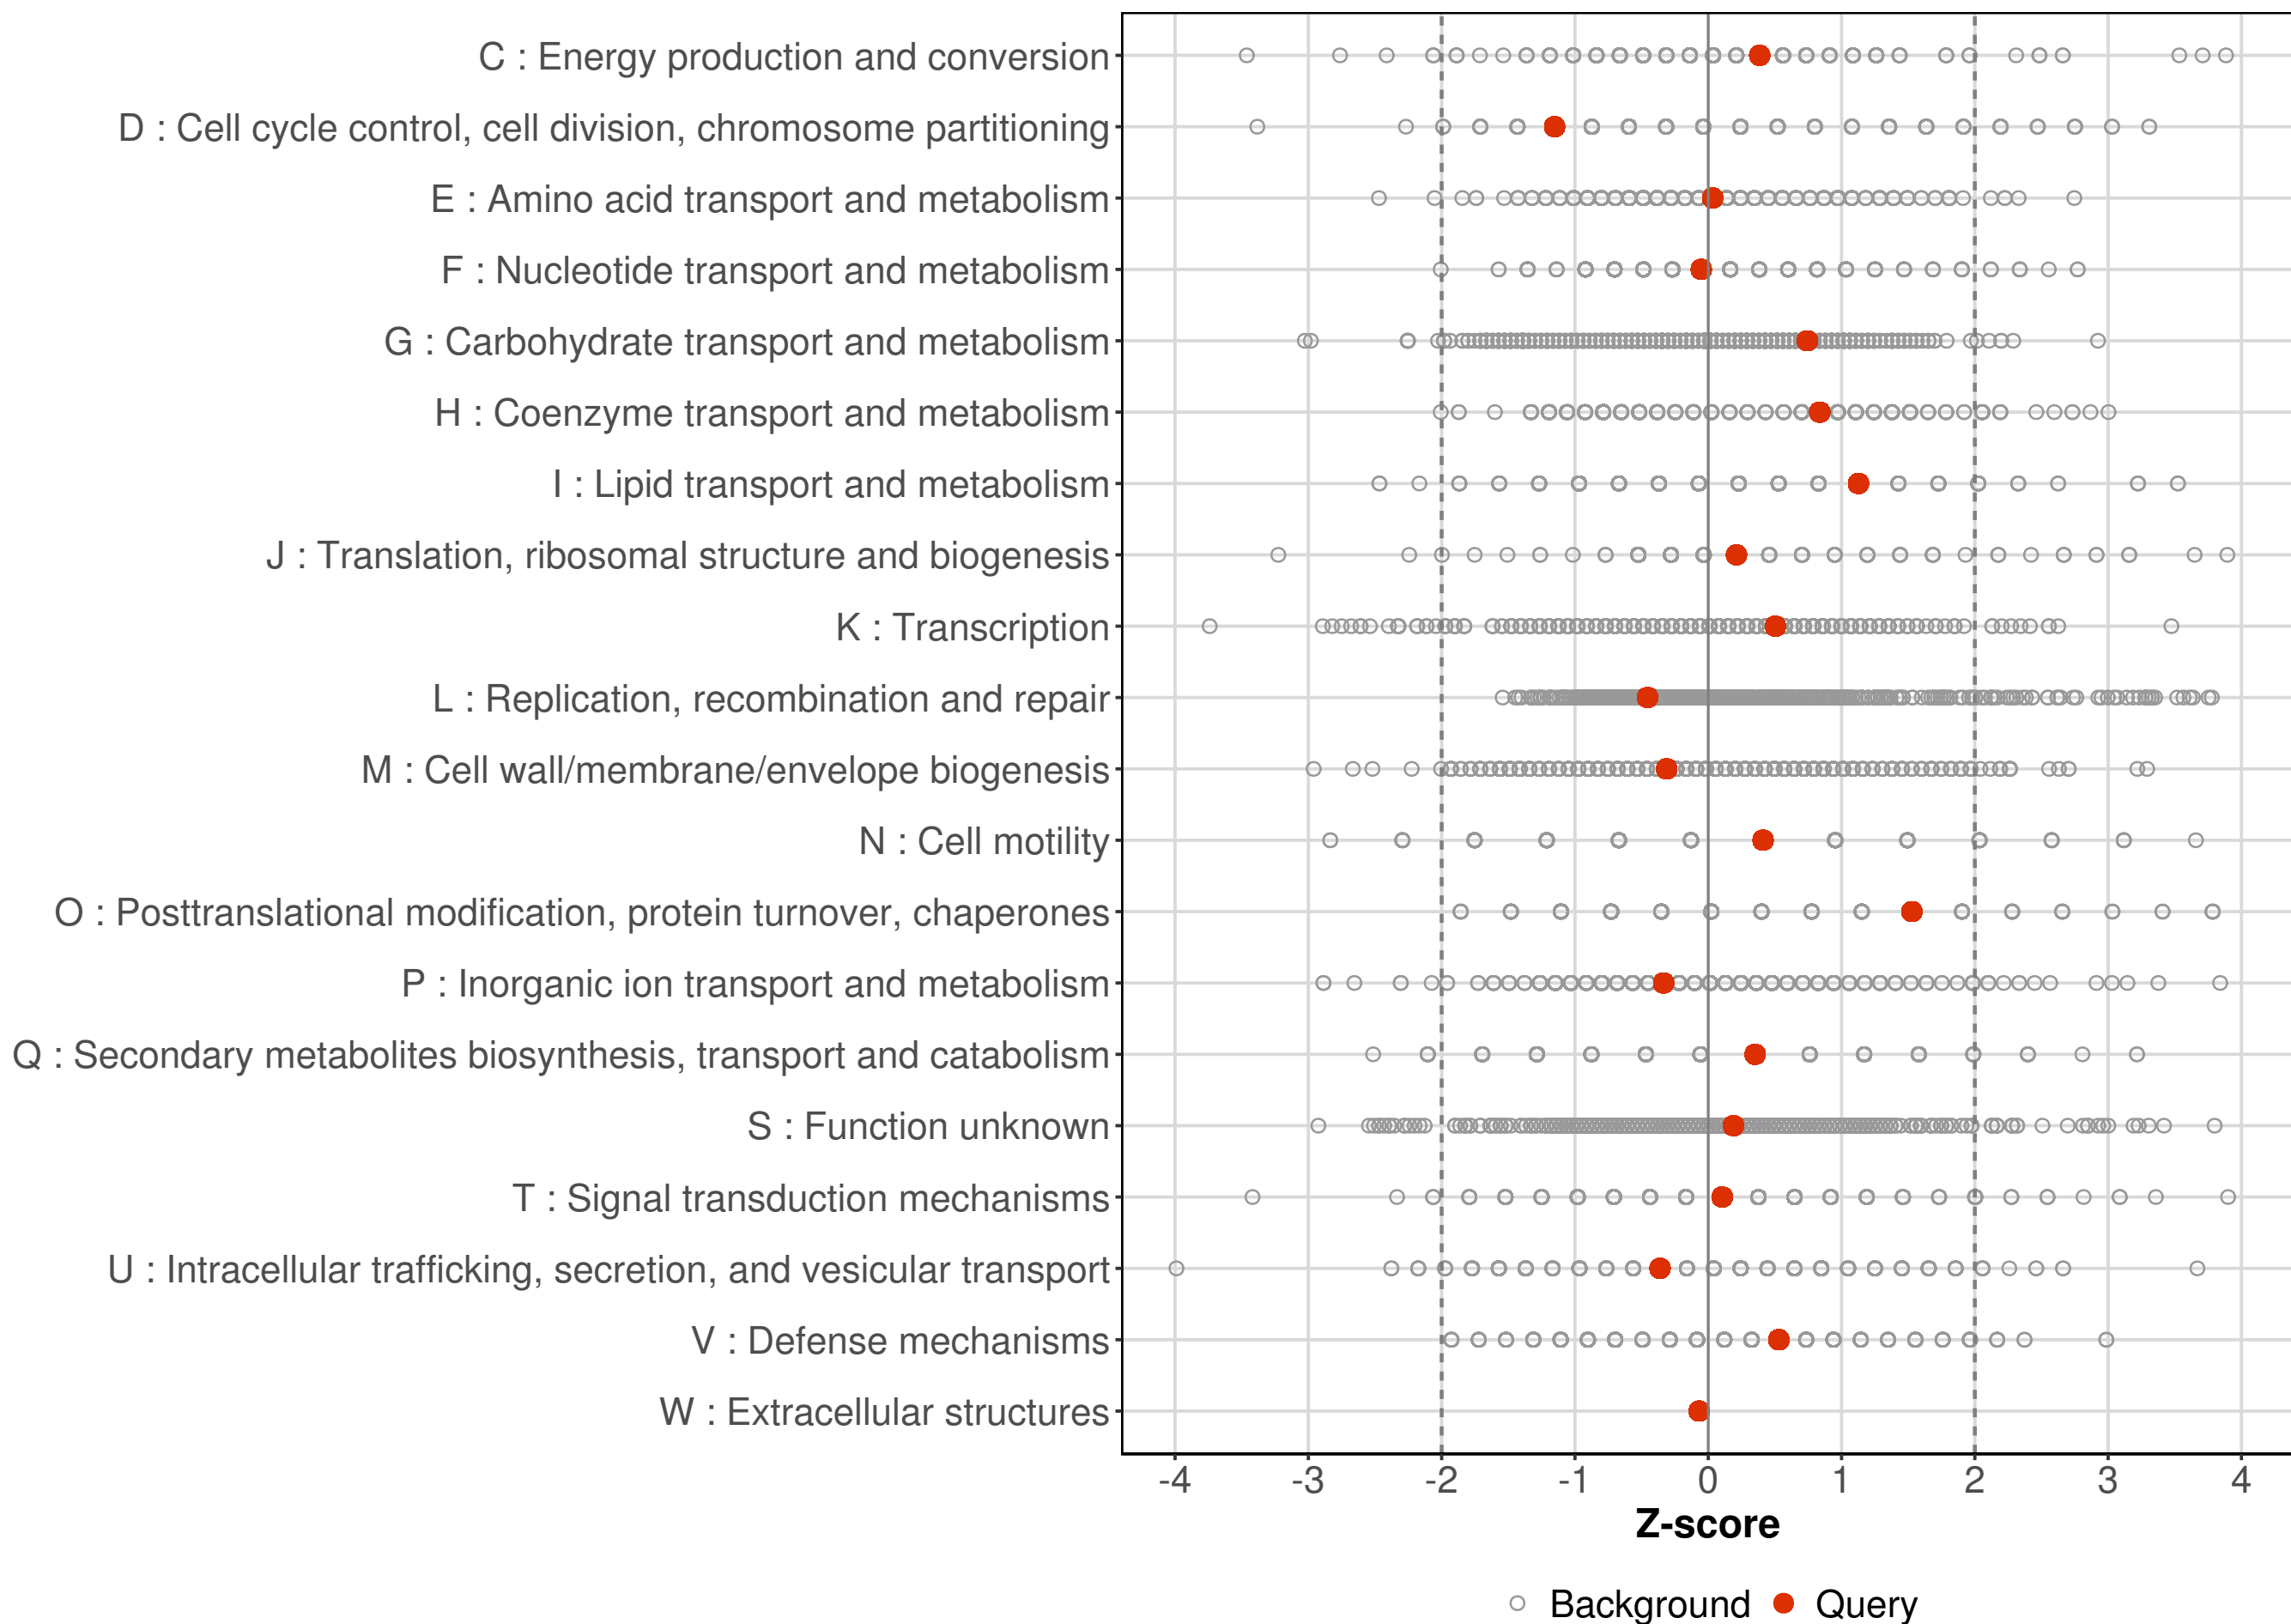 C : Energy production and conversion
D : Cell cycle control, cell division, chromosome partitioning
E : Amino acid transport and metabolism
F : Nucleotide transport and metabolism
G : Carbohydrate transport and metabolism
H : Coenzyme transport and metabolism
I : Lipid transport and metabolism
J : Translation, ribosomal structure and biogenesis
K : Transcription
L : Replication, recombination and repair
M : Cell wall/membrane/envelope biogenesis
N : Cell motility
O : Posttranslational modification, protein turnover, chaperones
P : Inorganic ion transport and metabolism
Q : Secondary metabolites biosynthesis, transport and catabolism
S : Function unknown
T : Signal transduction mechanisms
U : Intracellular trafficking, secretion, and vesicular transport
V : Defense mechanisms
W : Extracellular structures
-4 -3 -2 -1 0 1 2 3 4
Z-score
Background Query